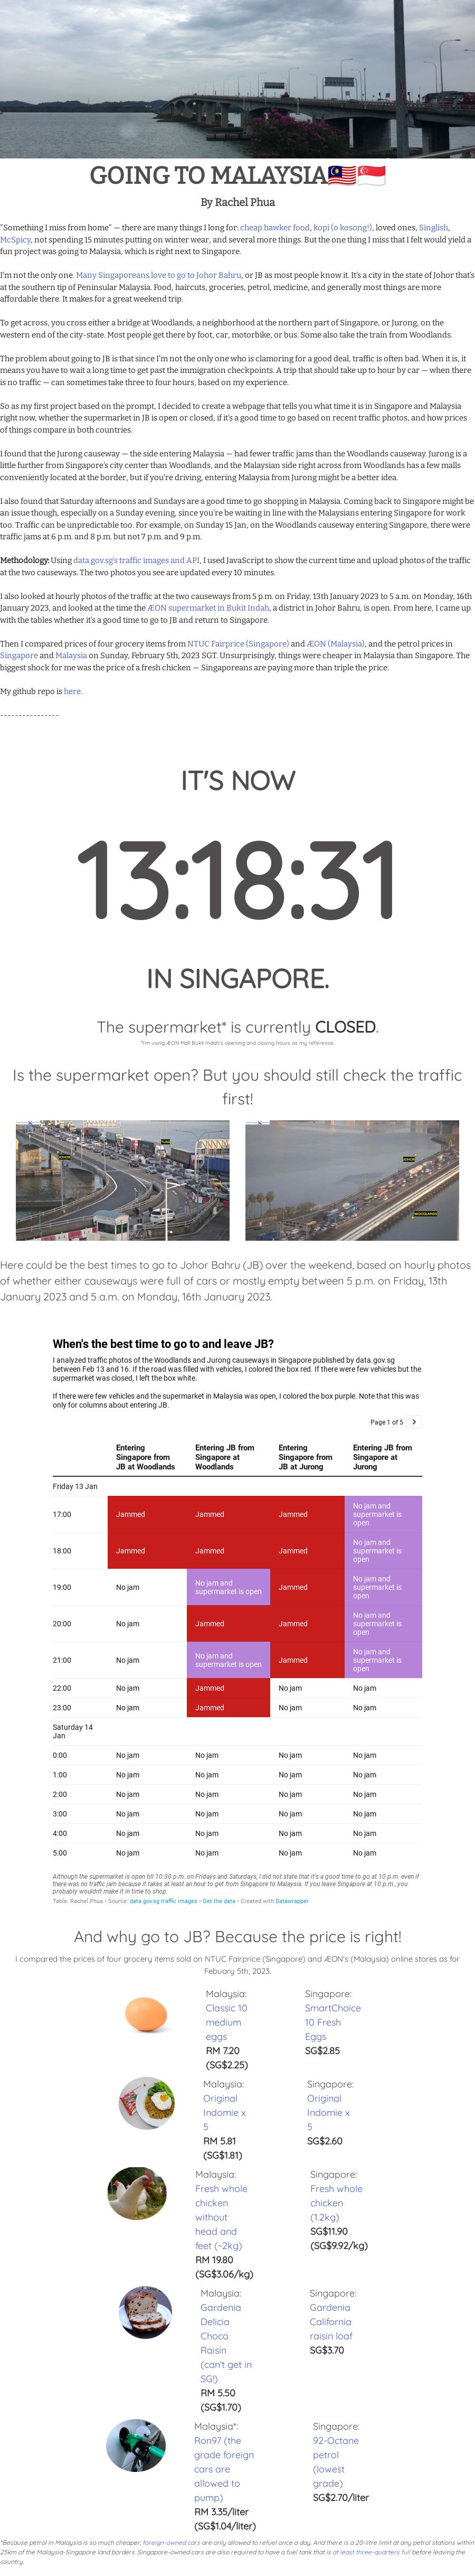 GOING TO MALAYSIA🇲🇾🇸🇬
By Rachel Phua
"Something I miss from home" — there are many things I long for: cheap hawker food, kopi (o kosong!), loved ones, Singlish,
McSpicy, not spending 15 minutes putting on winter wear, and several more things. But the one thing I miss that I felt would yield a
fun project was going to Malaysia, which is right next to Singapore.
I'm not the only one. Many Singaporeans love to go to Johor Bahru, or JB as most people know it. It's a city in the state of Johor that's
at the southern tip of Peninsular Malaysia. Food, haircuts, groceries, petrol, medicine, and generally most things are more
affordable there. It makes for a great weekend trip.
To get across, you cross either a bridge at Woodlands, a neighborhood at the northern part of Singapore, or Jurong, on the
western end of the city-state. Most people get there by foot, car, motorbike, or bus. Some also take the train from Woodlands.
The problem about going to JB is that since I'm not the only one who is clamoring for a good deal, traffic is often bad. When it is, it
means you have to wait a long time to get past the immigration checkpoints. A trip that should take up to hour by car — when there
is no traffic — can sometimes take three to four hours, based on my experience.
So as my first project based on the prompt, I decided to create a webpage that tells you what time it is in Singapore and Malaysia
right now, whether the supermarket in JB is open or closed, if it's a good time to go based on recent traffic photos, and how prices
of things compare in both countries.
I found that the Jurong causeway — the side entering Malaysia — had fewer traffic jams than the Woodlands causeway. Jurong is a
little further from Singapore's city center than Woodlands, and the Malaysian side right across from Woodlands has a few malls
conveniently located at the border, but if you're driving, entering Malaysia from Jurong might be a better idea.
I also found that Saturday afternoons and Sundays are a good time to go shopping in Malaysia. Coming back to Singapore might be
an issue though, especially on a Sunday evening, since you're be waiting in line with the Malaysians entering Singapore for work
too. Traffic can be unpredictable too. For example, on Sunday 15 Jan, on the Woodlands causeway entering Singapore, there were
traffic jams at 6 p.m. and 8 p.m. but not 7 p.m. and 9 p.m.
Methodology: Using data.gov.sg's traffic images and API, I used JavaScript to show the current time and upload photos of the traffic
at the two causeways. The two photos you see are updated every 10 minutes.
I also looked at hourly photos of the traffic at the two causeways from 5 p.m. on Friday, 13th January 2023 to 5 a.m. on Monday, 16th
January 2023, and looked at the time the ÆON supermarket in Bukit Indah, a district in Johor Bahru, is open. From here, I came up
with the tables whether it's a good time to go JB and return to Singapore.
Then I compared prices of four grocery items from NTUC Fairprice (Singapore) and ÆON (Malaysia), and the petrol prices in
Singapore and Malaysia on Sunday, February 5th, 2023 SGT. Unsurprisingly, things were cheaper in Malaysia than Singapore. The
biggest shock for me was the price of a fresh chicken — Singaporeans are paying more than triple the price.
My github repo is here.
----------------
IT'S NOW
13:18:31
IN SINGAPORE.
The supermarket* is currently CLOSED.
*I'm using ÆON Mall Bukit Indah's opening and closing hours as my reference.
Is the supermarket open? But you should still check the traffic
first!
WOODLANDS
Here could be the best times to go to Johor Bahru (JB) over the weekend, based on hourly photos
of whether either causeways were full of cars or mostly empty between 5 p.m. on Friday, 13th
January 2023 and 5 a.m. on Monday, 16th January 2023.
When's the best time to go to and leave JB?
I analyzed traffic photos of the Woodlands and Jurong causeways in Singapore published by data.gov.sg
between Feb 13 and 16. If the road was filled with vehicles, I colored the box red. If there were few vehicles but the
supermarket was closed, I left the box white.
If there were few vehicles and the supermarket in Malaysia was open, I colored the box purple. Note that this was
only for columns about entering JB.
Page 1 of 5 >
Entering Singapore from JB at Woodlands | Entering JB from Singapore at Woodlands | Entering Singapore from JB at Jurong | Entering JB from Singapore at Jurong
Friday 13 Jan
17:00 Jammed Jammed Jammed No jam and supermarket is open
18:00 Jammed Jammed Jammed No jam and supermarket is open
19:00 No jam No jam and supermarket is open Jammed No jam and supermarket is open
20:00 No jam Jammed Jammed No jam and supermarket is open
21:00 No jam No jam and supermarket is open Jammed No jam and supermarket is open
22:00 No jam Jammed No jam No jam
23:00 No jam Jammed No jam No jam
Saturday 14 Jan
0:00 No jam No jam No jam No jam
1:00 No jam No jam No jam No jam
2:00 No jam No jam No jam No jam
3:00 No jam No jam No jam No jam
4:00 No jam No jam No jam No jam
5:00 No jam No jam No jam No jam
Although the supermarket is open till 10:30 p.m. on Fridays and Saturdays, I did not state that it's a good time to go at 10 p.m. even if
there was no traffic jam because it takes at least an hour to get from Singapore to Malaysia. If you leave Singapore at 10 p.m., you
probably wouldn't make it in time to shop.
Table: Rachel Phua • Source: data.gov.sg traffic images • Get the data • Created with Datawrapper
And why go to JB? Because the price is right!
I compared the prices of four grocery items sold on NTUC Fairprice (Singapore) and ÆON's (Malaysia) online stores as for
Febuary 5th, 2023.
Malaysia:
Classic 10
medium
eggs
RM 7.20
(SG$2.25)
Singapore:
SmartChoice
10 Fresh
Eggs
SG$2.85
Malaysia:
Original
Indomie x
5
RM 5.81
(SG$1.81)
Singapore:
Original
Indomie x
5
SG$2.60
Malaysia:
Fresh whole
chicken
without
head and
feet (~2kg)
RM 19.80
(SG$3.06/kg)
Singapore:
Fresh whole
chicken
(1.2kg)
SG$11.90
(SG$9.92/kg)
Malaysia:
Gardenia
Delicia
Choco
Raisin
(can't get in
SG!)
RM 5.50
(SG$1.70)
Singapore:
Gardenia
California
raisin loaf
SG$3.70
Malaysia*:
Ron97 (the
grade foreign
cars are
allowed to
pump)
RM 3.35/liter
(SG$1.04/liter)
Singapore:
92-Octane
petrol
(lowest
grade)
SG$2.70/liter
*Because petrol in Malaysia is so much cheaper, foreign-owned cars are only allowed to refuel once a day. And there is a 20-litre limit at any petrol stations within
25km of the Malaysia-Singapore land borders. Singapore-owned cars are also required to have a fuel tank that is at least three-quarters full before leaving the
country.